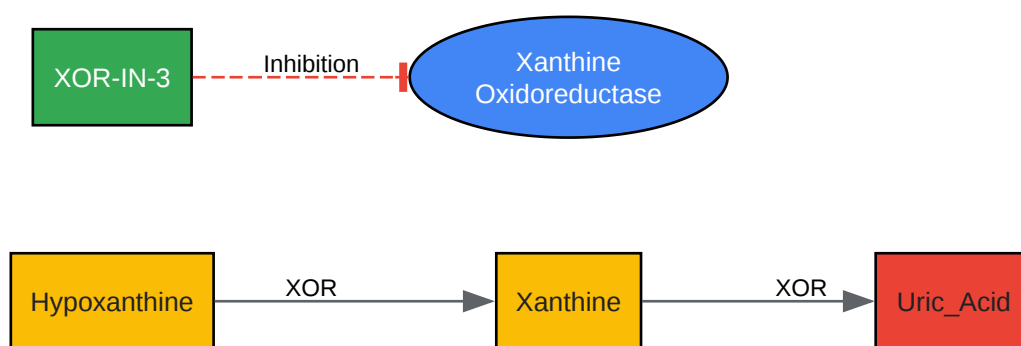 XOR-IN-3
Inhibition
Xanthine
Oxidoreductase
Hypoxanthine
XOR
Xanthine
XOR
Uric_Acid